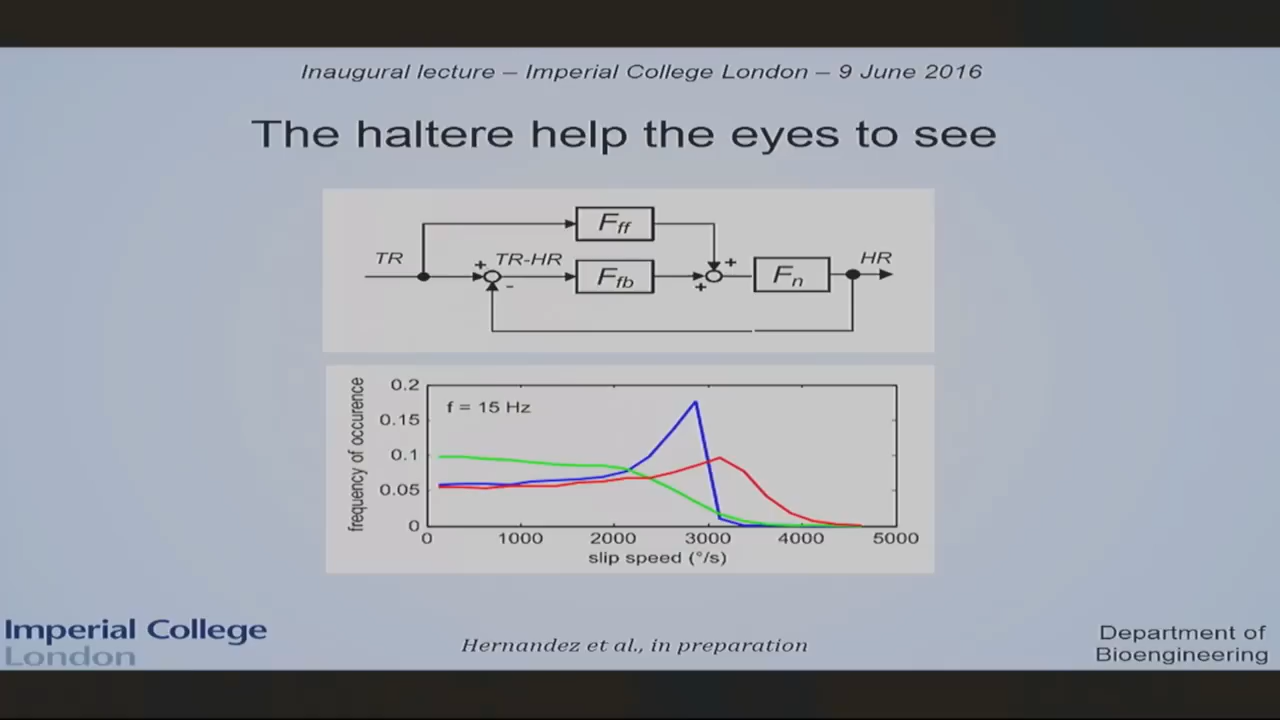 Inaugural lecture – Imperial College London – 9 June 2016
The haltere help the eyes to see
Fff
TR
+
TR-HR
-
Ffb
+
+
Fn
HR
frequency of occurence
0.2
0.15
0.1
0.05
0
f = 15 Hz
0 1000 2000 3000 4000 5000
slip speed (°/s)
Imperial College
London
Hernandez et al., in preparation
Department of
Bioengineering